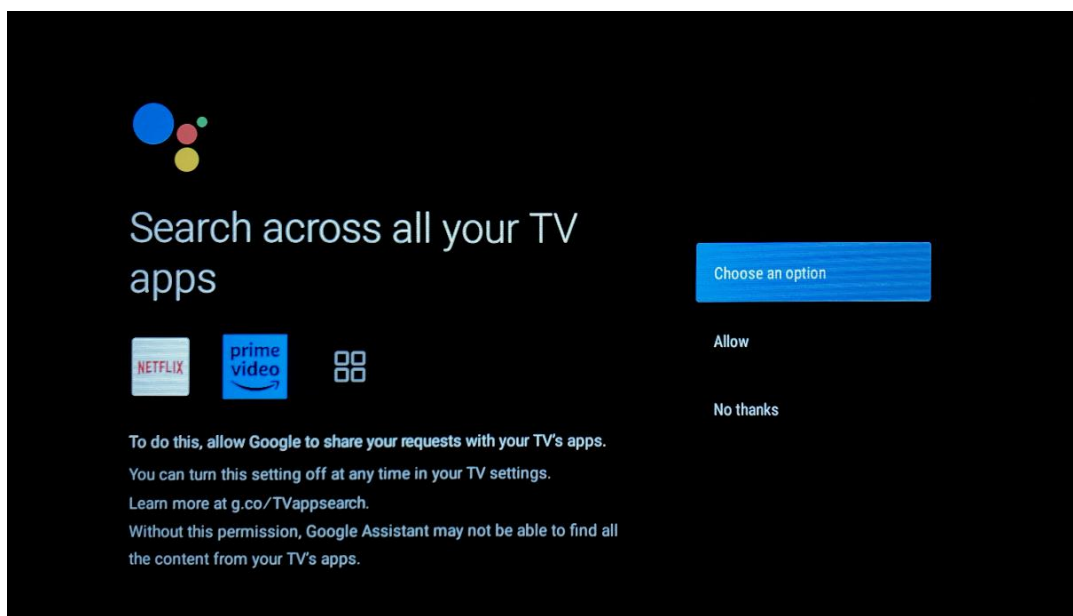 Search across all your TV
apps
NETFLIX
prime
video
To do this, allow Google to share your requests with your TV's apps.
You can turn this setting off at any time in your TV settings.
Learn more at g.co/TVappsearch.
Without this permission, Google Assistant may not be able to find all
the content from your TV's apps.
Choose an option
Allow
No thanks